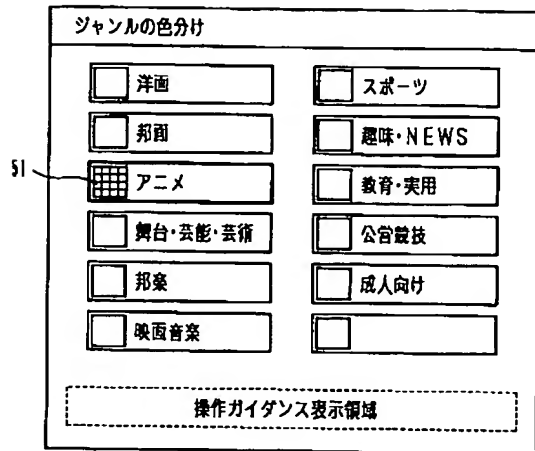 ジャンルの色分け
洋画
邦画
51
アニメ
舞台・芸能・芸術
邦楽
映画音楽
スポーツ
趣味・NEWS
教育・実用
公営競技
成人向け
操作ガイダンス表示領域